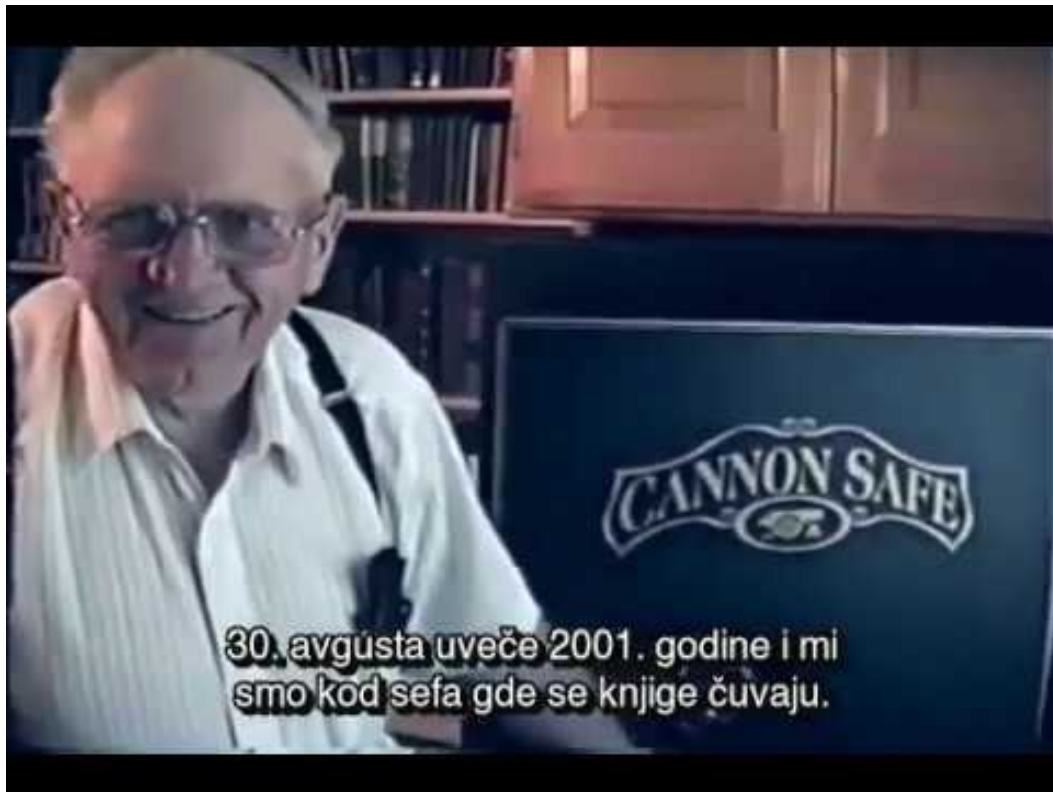 CANNON SAFE
30. avgusta uveče 2001. godine i mi
smo kod sefa gde se knjige čuvaju.